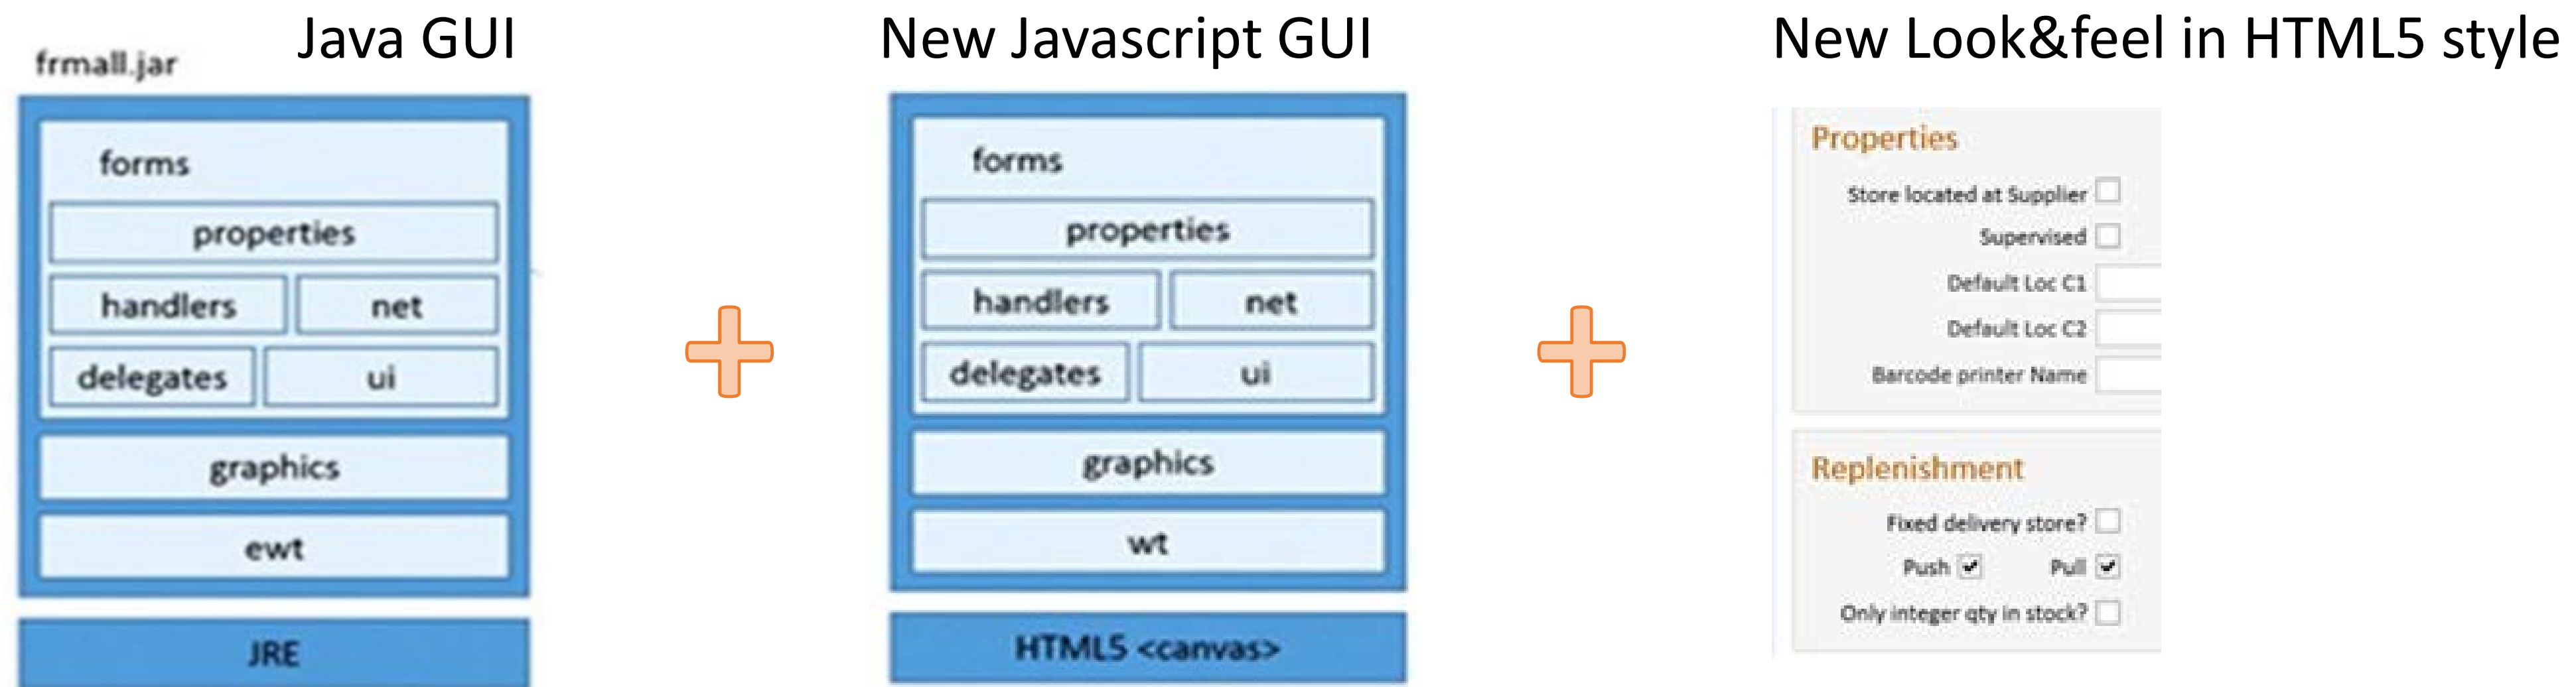 frmall.jar
Java GUI
forms
properties
handlers net
delegates ui
graphics
ewt
JRE
New Javascript GUI
forms
properties
handlers net
delegates ui
graphics
wt
HTML5 <canvas>
New Look&feel in HTML5 style
Properties
Store located at Supplier
Supervised
Default Loc C1
Default Loc C2
Barcode printer Name
Replenishment
Fixed delivery store?
Push Pull
Only integer qty in stock?